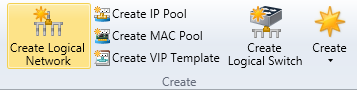 Create Logical
Network
Create IP Pool
Create MAC Pool
Create VIP Template
Create
Logical Switch
Create
Create